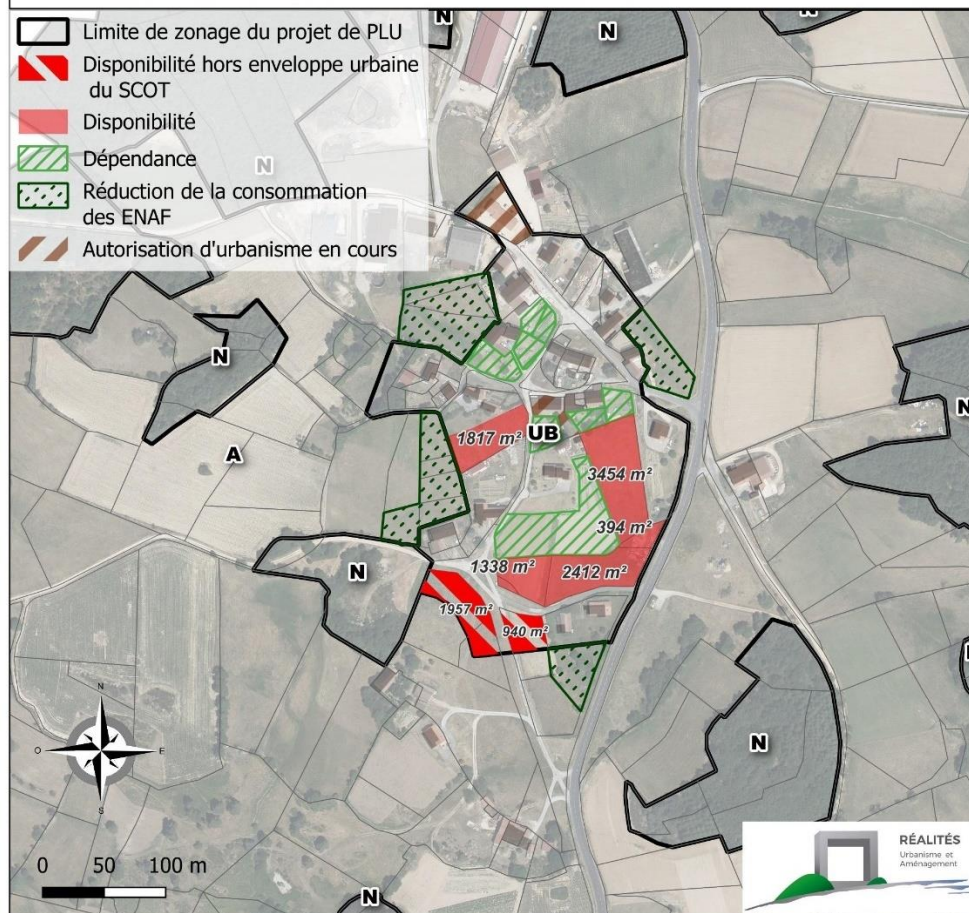 Limite de zonage du projet de PLU
Disponibilité hors enveloppe urbaine
du SCOT
Disponibilité
Dépendance
Réduction de la consommation
des ENAF
Autorisation d'urbanisme en cours
N
N
N
N
N
N
A
1817 m²
UB
3454 m²
394 m²
1338 m²
2412 m²
N
1957 m²
940 m²
N
N
N
O
E
S
0 50 100 m
N
RÉALITÉS
Urbanisme et
Aménagement